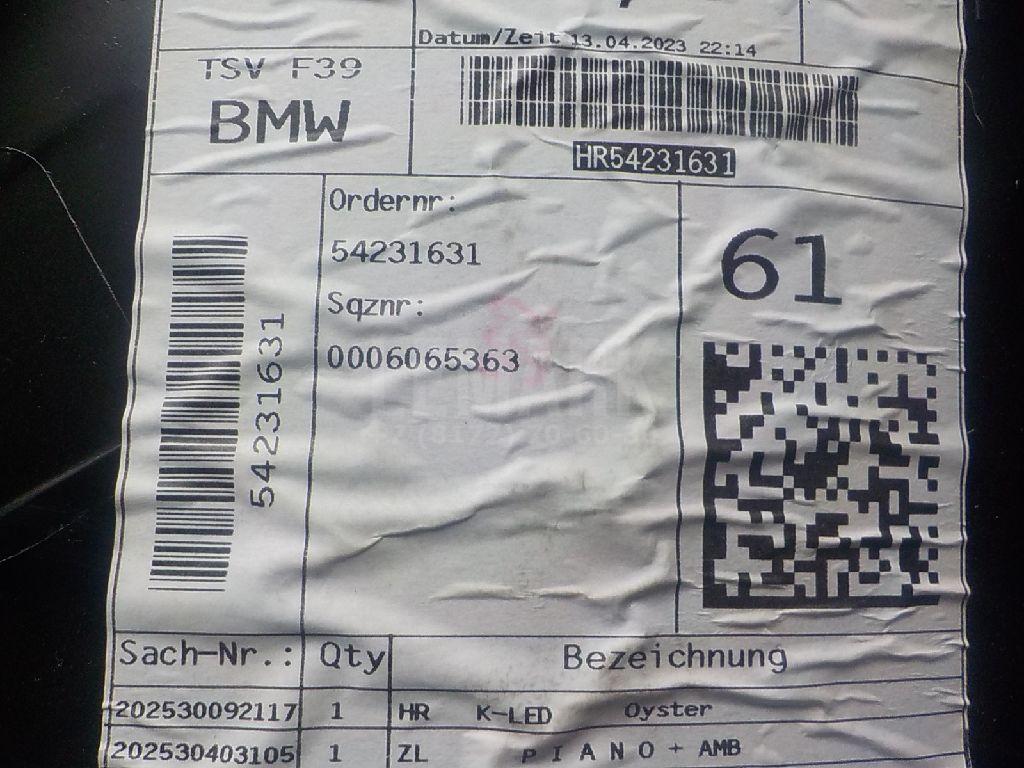 Datum/Zeit 13.04.2023 22:14
TSV F39
BMW
HR54231631
Ordernr:
54231631
Sqznr:
0006065363
61
54231631
Sach-Nr.: Qty Bezeichnung
202530092117 1 HR K-LED Oyster
202530403105 1 ZL PIANO + AMB